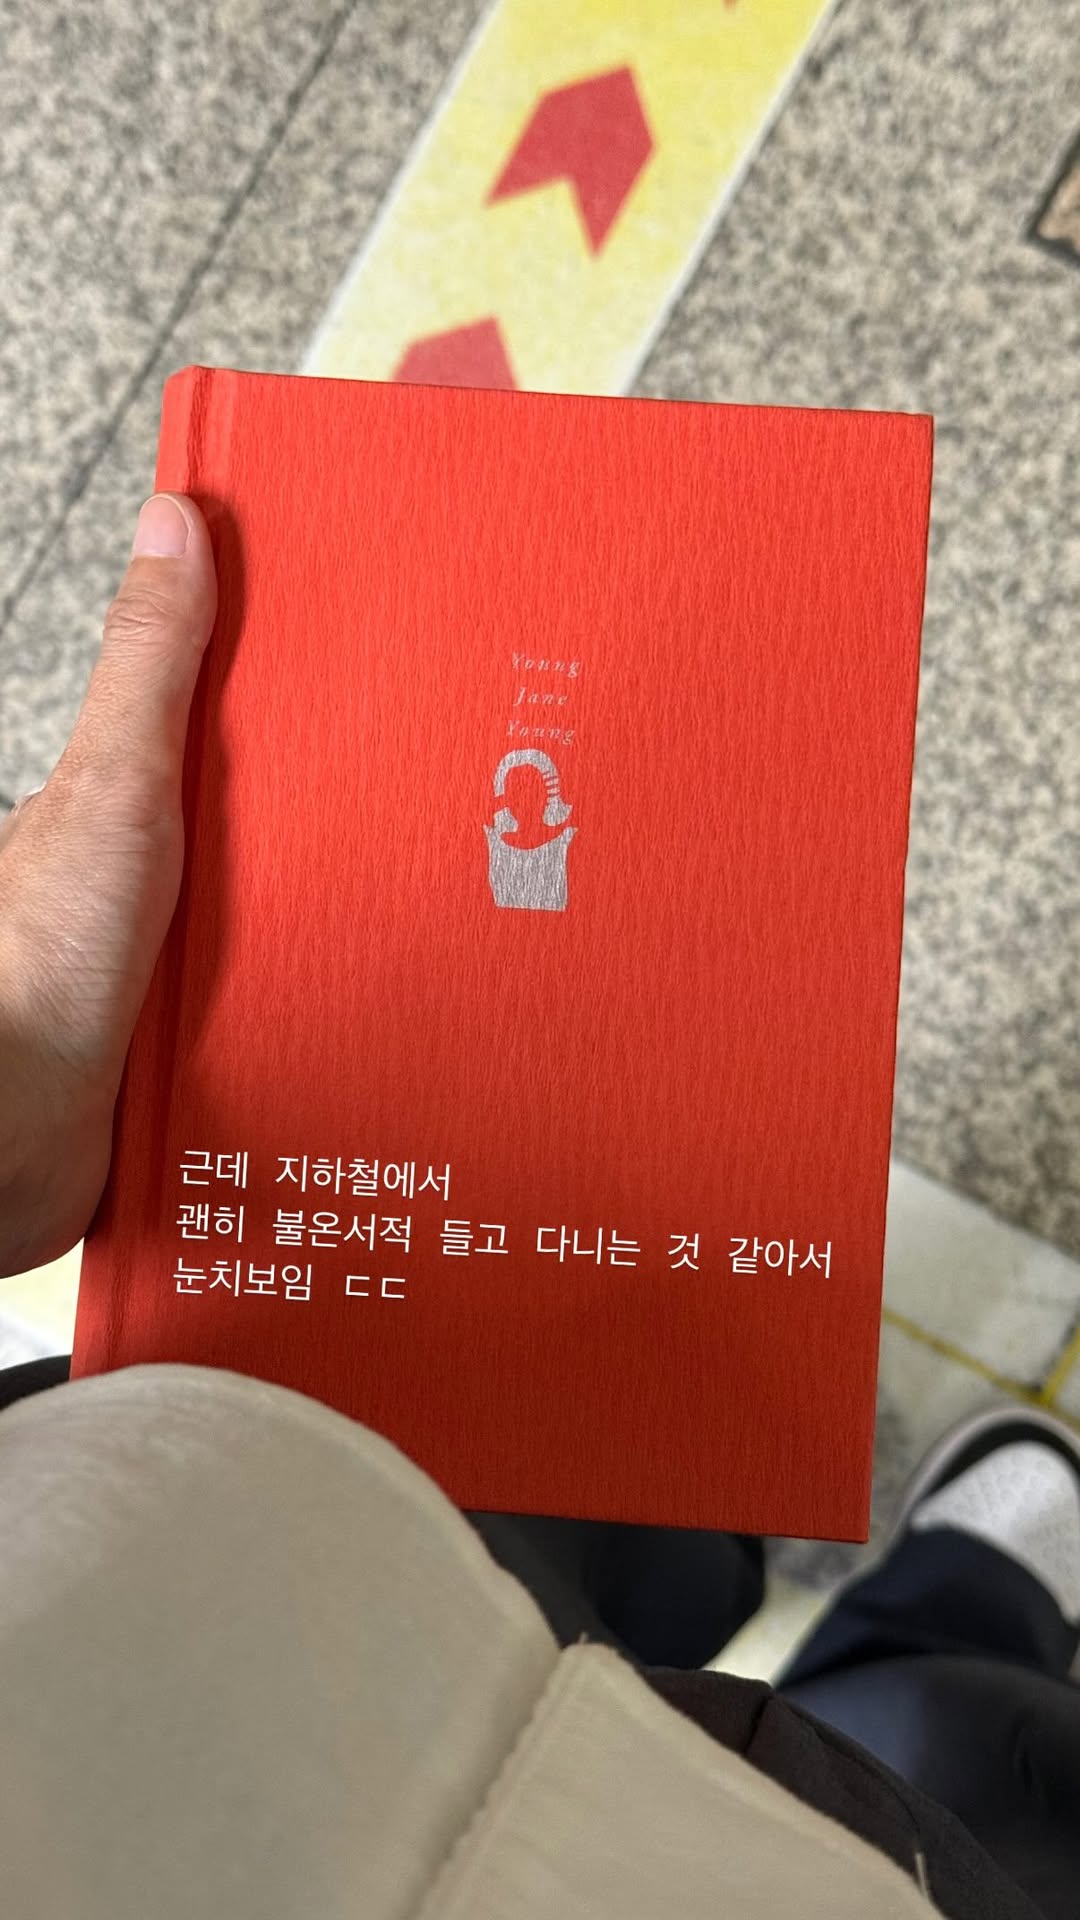 Young
Jane
Young
근데 지하철에서
괜히 불온서적 들고 다니는 것 같아서
눈치보임 ㄷㄷ